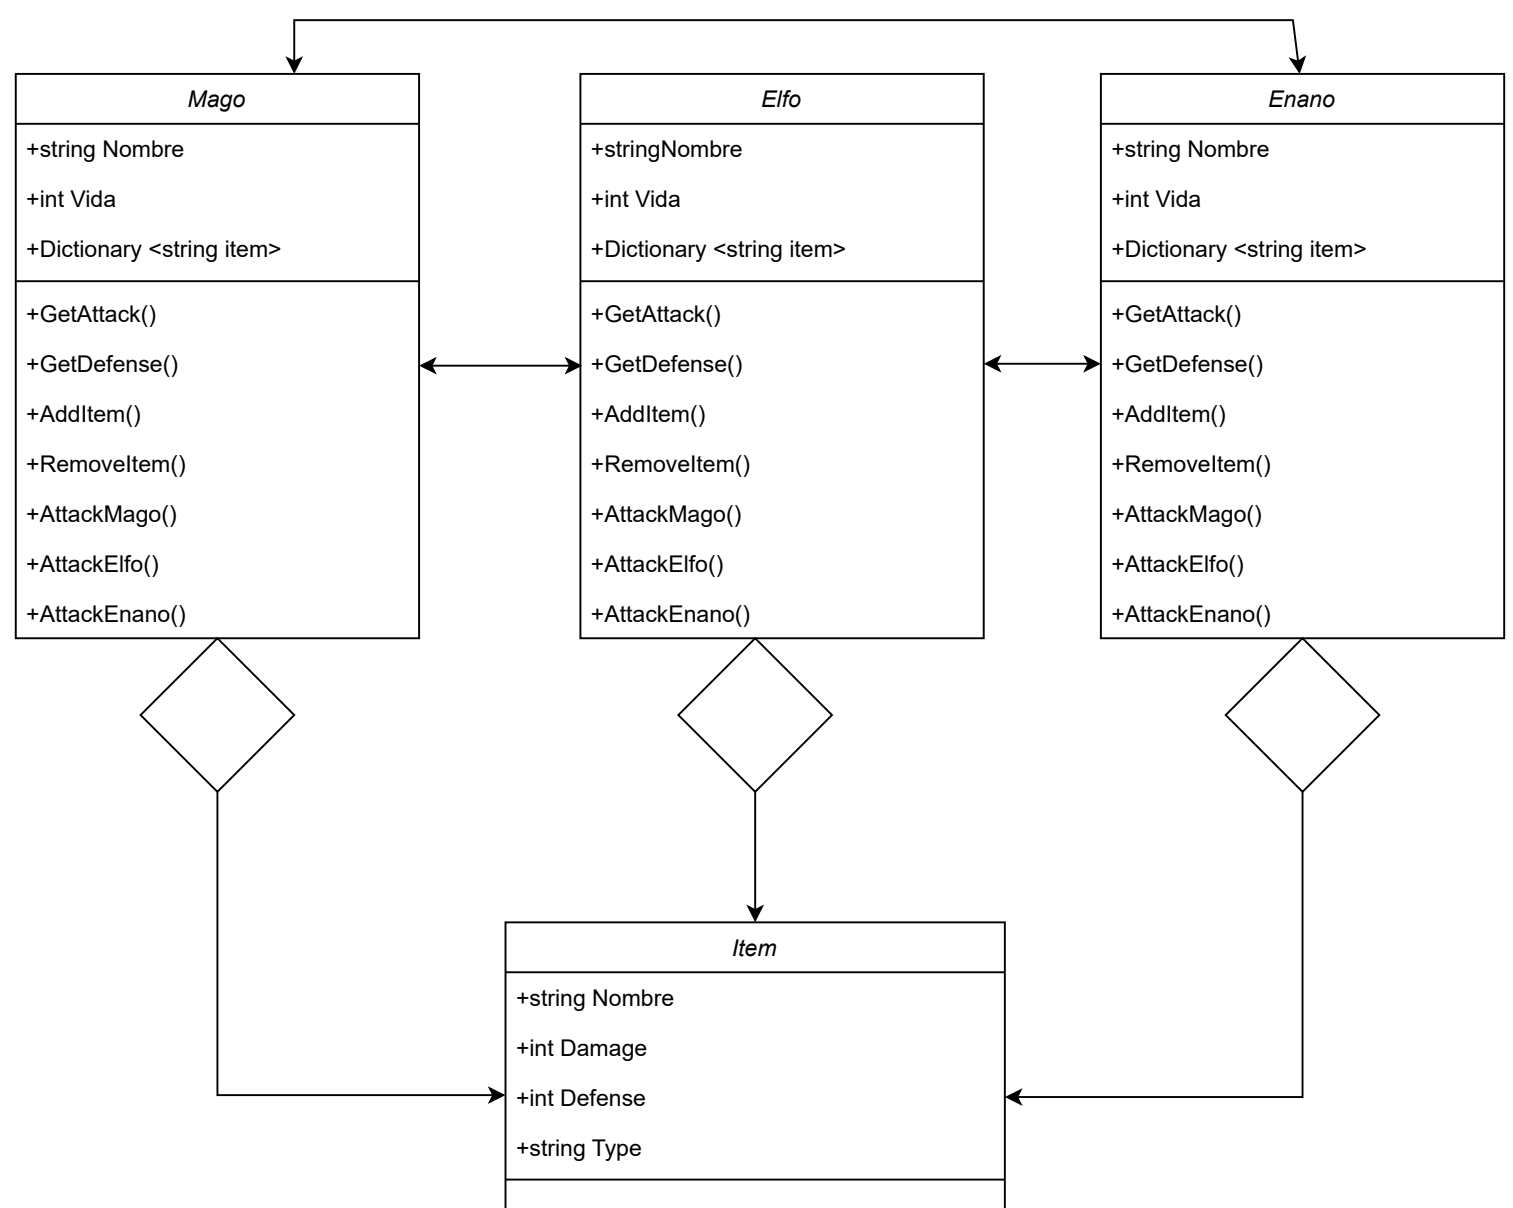 Mago
+string Nombre
+int Vida
+Dictionary <string item>
+GetAttack()
+GetDefense()
+AddItem()
+RemoveItem()
+AttackMago()
+AttackElfo()
+AttackEnano()
Elfo
+stringNombre
+int Vida
+Dictionary <string item>
+GetAttack()
+GetDefense()
+AddItem()
+RemoveItem()
+AttackMago()
+AttackElfo()
+AttackEnano()
Enano
+string Nombre
+int Vida
+Dictionary <string item>
+GetAttack()
+GetDefense()
+AddItem()
+RemoveItem()
+AttackMago()
+AttackElfo()
+AttackEnano()
Item
+string Nombre
+int Damage
+int Defense
+string Type